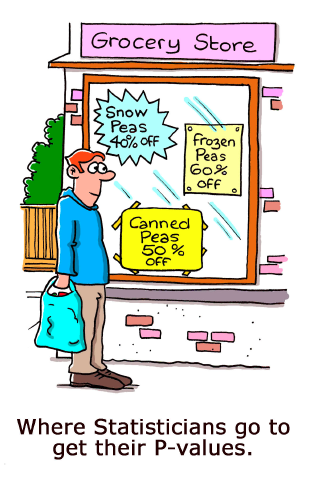 Grocery Store
Snow
Peas
40% OFF
Frozen
Peas
60%
OFF
Canned
Peas
50%
OFF
Where Statisticians go to
get their P-values.